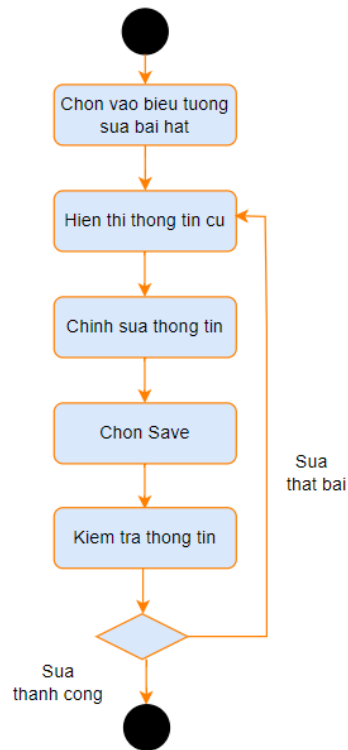 Chon vao bieu tuong
sua bai hat
Hien thi thong tin cu
Chinh sua thong tin
Chon Save
Sua
that bai
Kiem tra thong tin
Sua
thanh cong